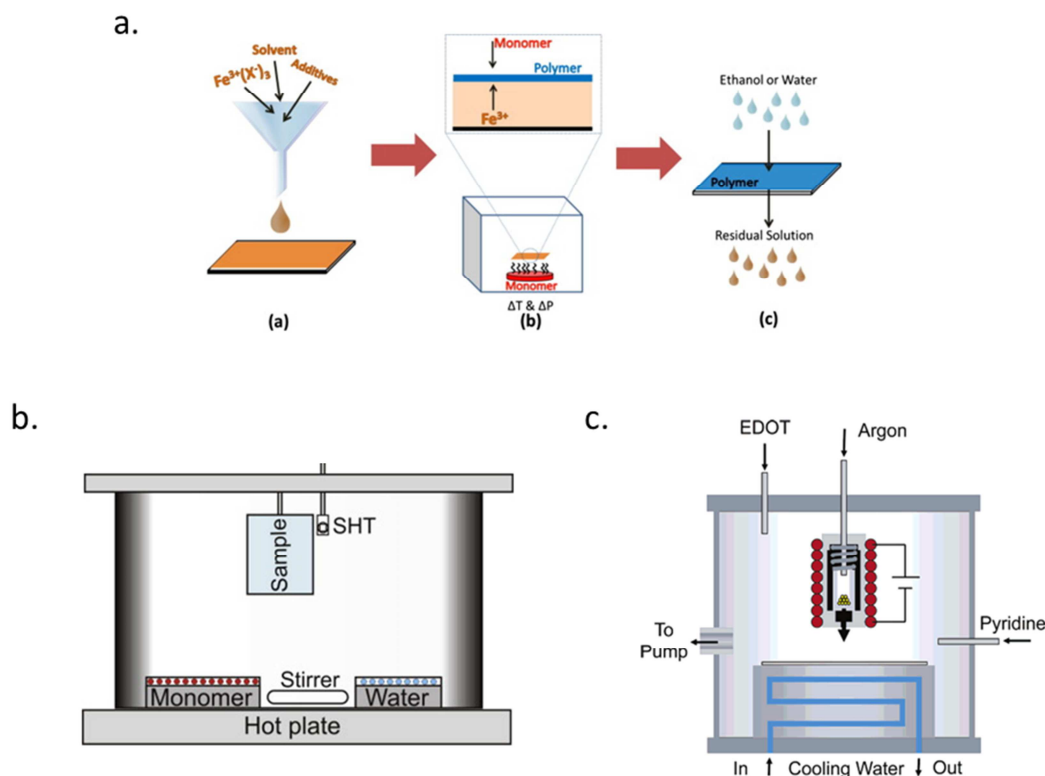 a.
Solvent
Fe³⁺(X⁻)₃
Additives
(a)
Monomer
Polymer
Fe³⁺
Monomer
ΔT & ΔP
(b)
Ethanol or Water
Polymer
Residual Solution
(c)
b.
Sample
SHT
Monomer
Stirrer
Water
Hot plate
c.
EDOT
Argon
To
Pump
Pyridine
In
Cooling Water
Out